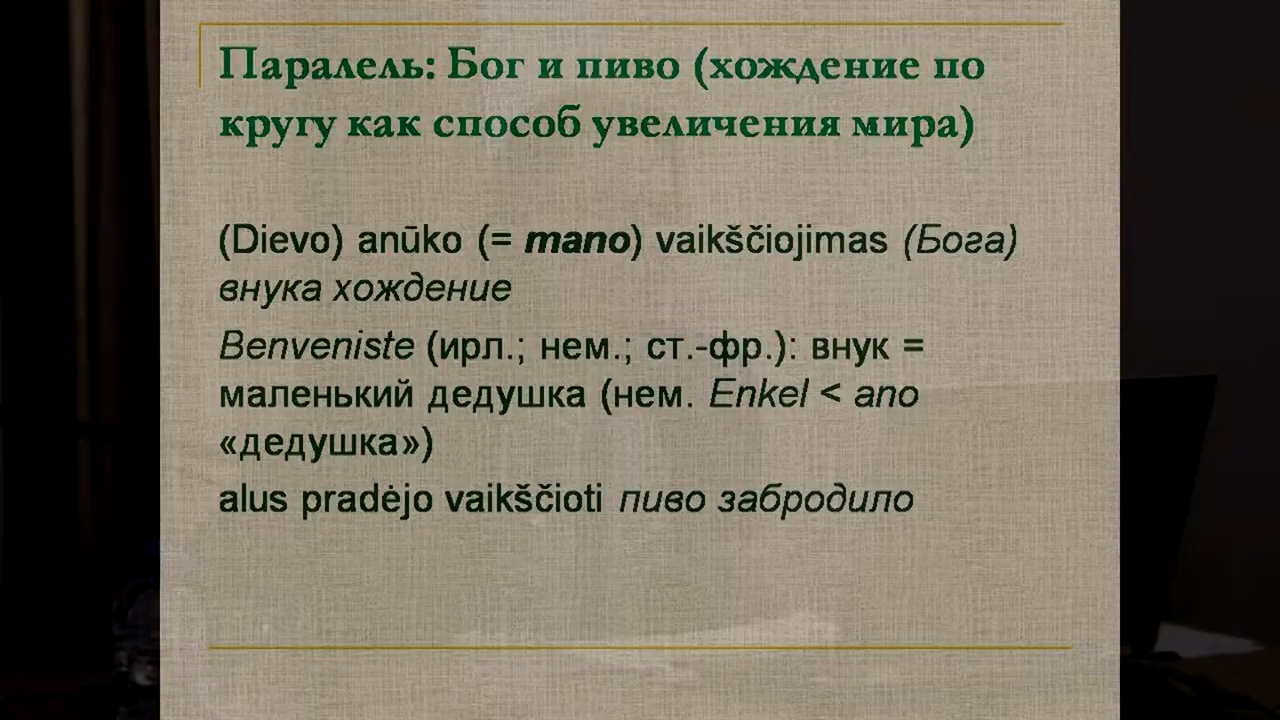 Паралель: Бог и пиво (хождение по
кругу как способ увеличения мира)
(Dievo) anūko (= mano) vaikščiojimas (Бога)
внука хождение
Benveniste (ирл.; нем.; ст.-фр.): внук =
маленький дедушка (нем. Enkel < ano
«дедушка»)
alus pradėjo vaikščioti пиво забродило